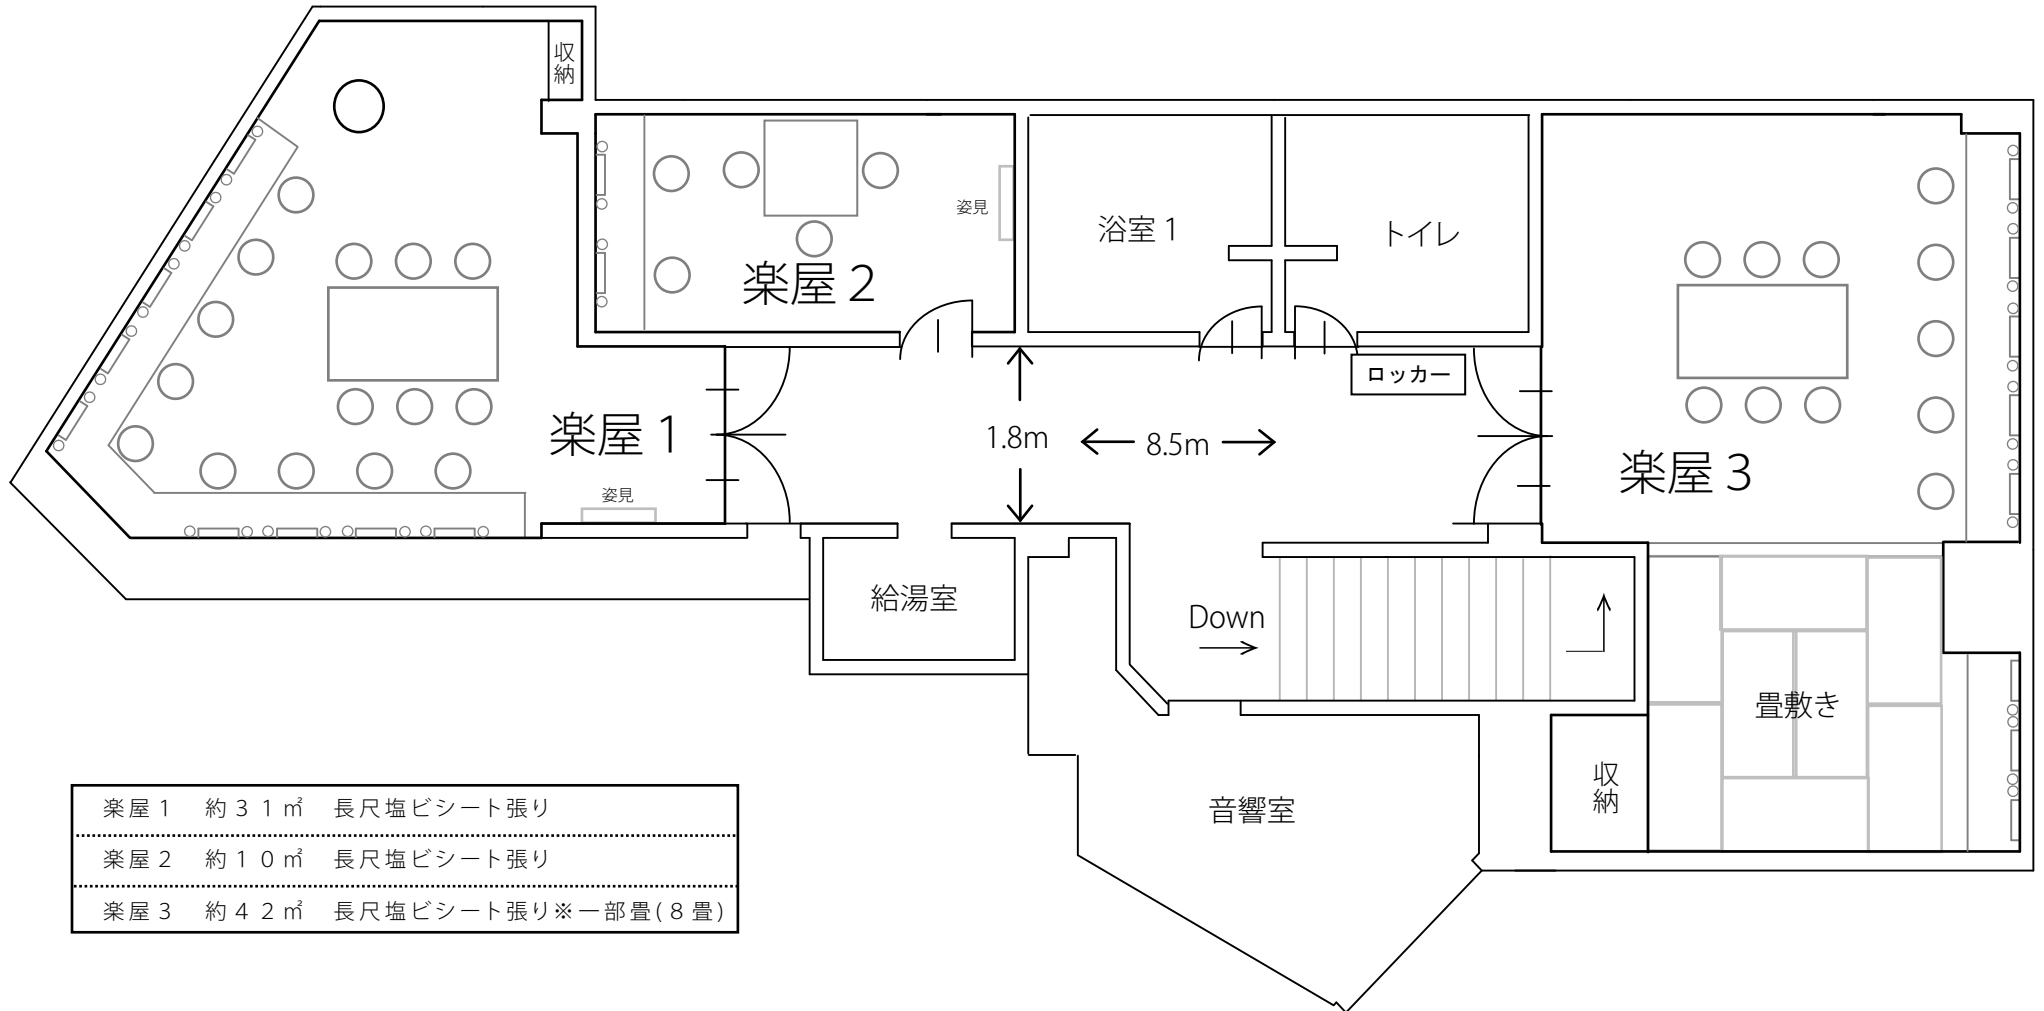 収納
姿見
浴室１
トイレ
楽屋２
ロッカー
楽屋１
1.8m
8.5m
楽屋３
姿見
給湯室
Down
畳敷き
収納
音響室
楽屋１　約３１㎡　長尺塩ビシート張り
楽屋２　約１０㎡　長尺塩ビシート張り
楽屋３　約４２㎡　長尺塩ビシート張り※一部畳(８畳)